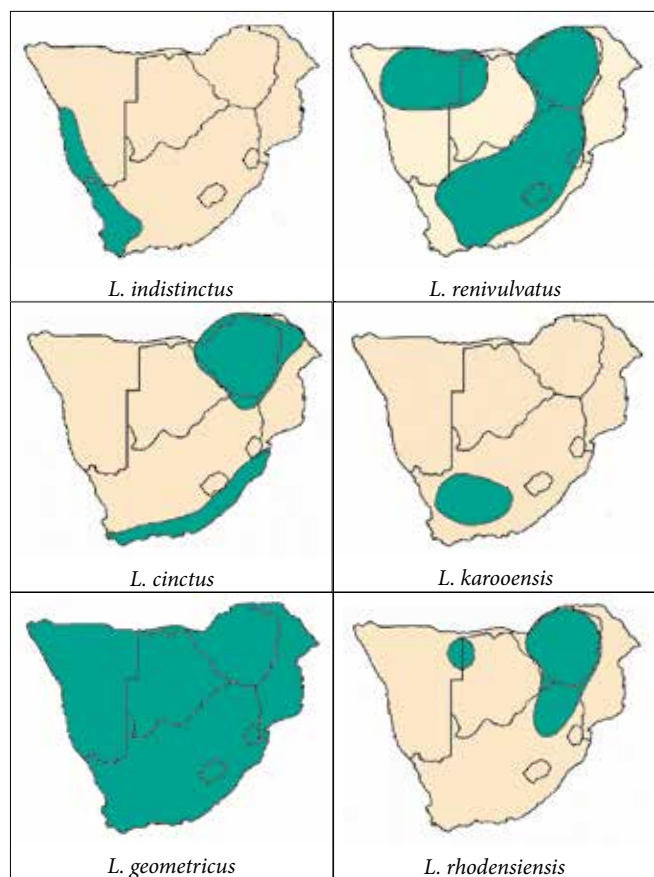 L. indistinctus
L. renivulvatus
L. cinctus
L. karooensis
L. geometricus
L. rhodensiensis